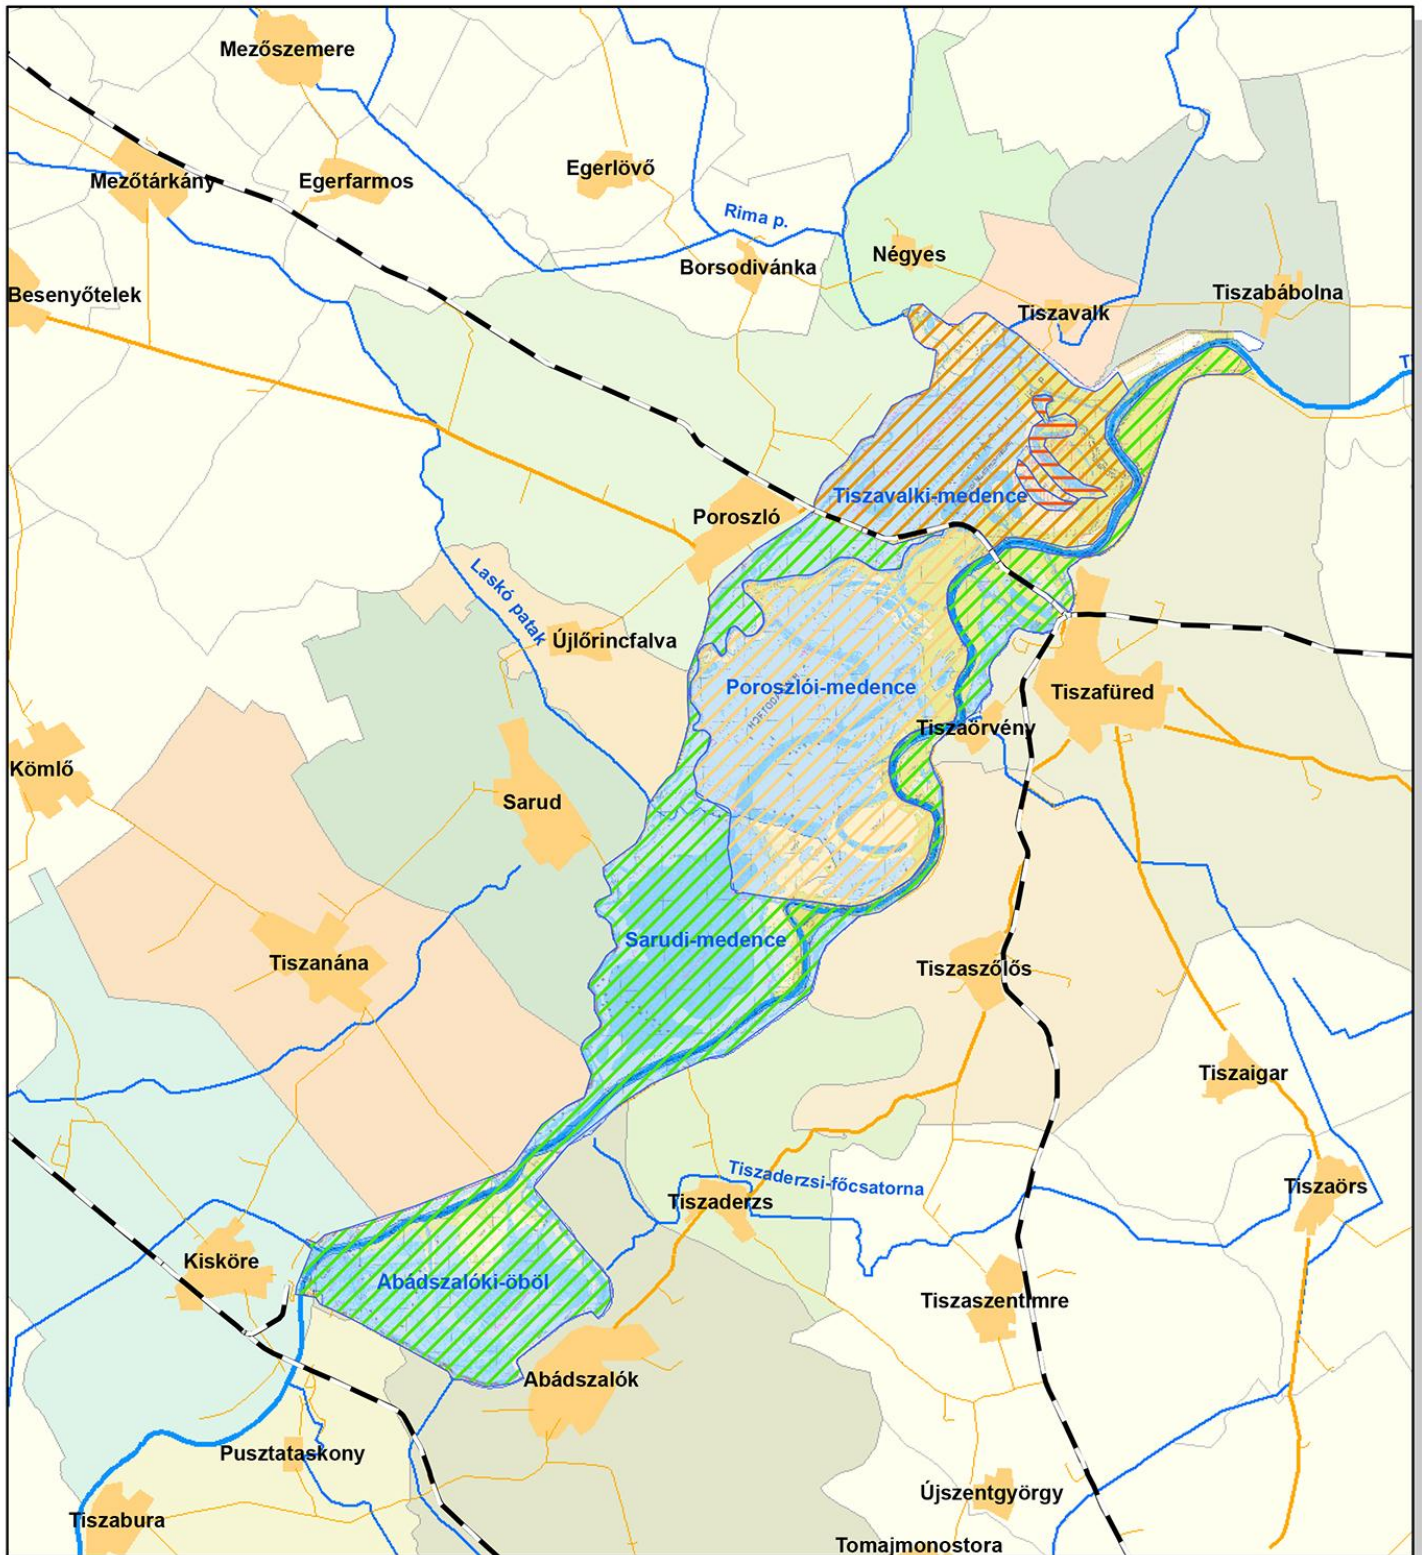 Mezőszemere
Egerlövő
Mezőtárkány
Egerfarmos
Rima p.
Négyes
Borsodivánka
Besenyőtelek
Tiszabábolna
Tiszavalk
T
Tiszavalki-medence
Poroszló
Laskó patak
Újlőrincfalva
Poroszlói-medence
Tiszafüred
Tiszaörvény
Kömlő
Sarud
Sarudi-medence
Tiszanána
Tiszaszőlős
Tiszaigar
Tiszaderzsi-főcsatorna
Tiszaderzs
Tiszaörs
Kisköre
Abádszalóki-öböl
Tiszaszentimre
Abádszalók
Pusztataskony
Újszentgyörgy
Tiszabura
Tomajmonostora